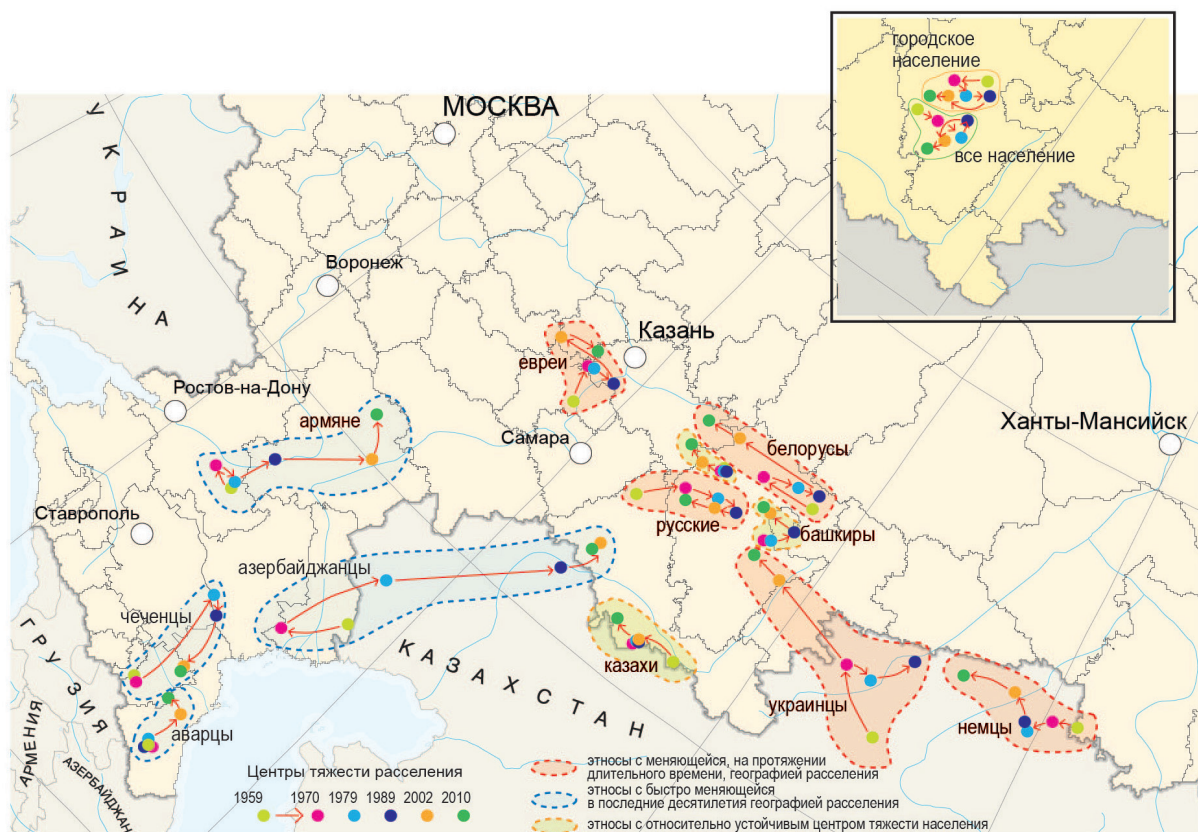 городское
население
все население
МОСКВА
УКРАИНА
Воронеж
Казань
евреи
Ростов-на-Дону
армяне
Самара
белорусы
Ханты-Мансийск
Ставрополь
русские
башкиры
азербайджанцы
чеченцы
КАЗАХСТАН
казахи
ГРУЗИЯ
украинцы
немцы
аварцы
АРМЕНИЯ
АЗЕРБАЙДЖАН
Центры тяжести расселения
1959 1970 1979 1989 2002 2010
этносы с меняющейся, на протяжении
длительного времени, географией расселения
этносы с быстро меняющейся
в последние десятилетия географией расселения
этносы с относительно устойчивым центром тяжести населения